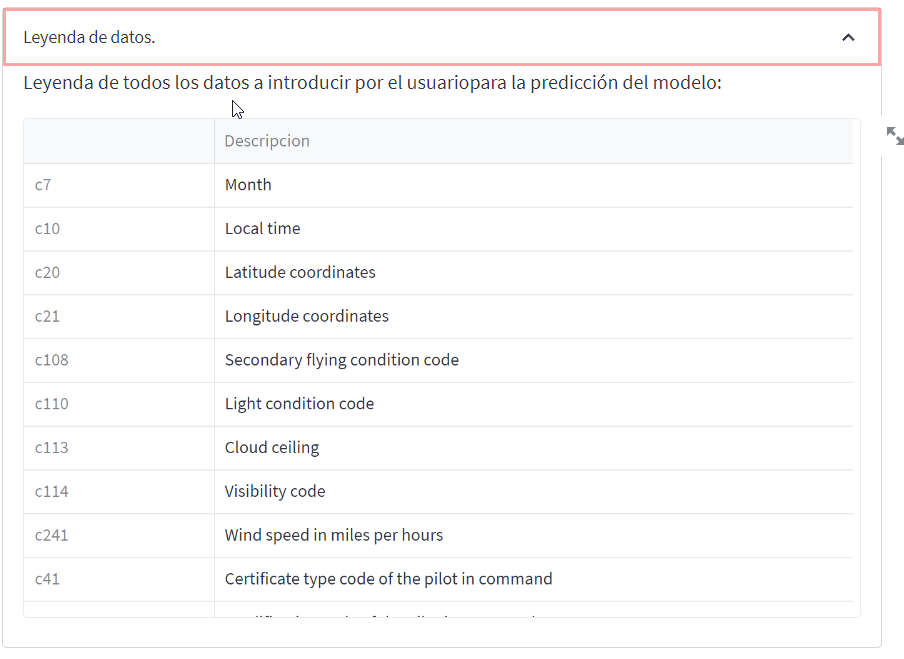 Leyenda de datos.
Leyenda de todos los datos a introducir por el usuariopara la predicción del modelo:
Descripcion
c7 Month
c10 Local time
c20 Latitude coordinates
c21 Longitude coordinates
c108 Secondary flying condition code
c110 Light condition code
c113 Cloud ceiling
c114 Visibility code
c241 Wind speed in miles per hours
c41 Certificate type code of the pilot in command